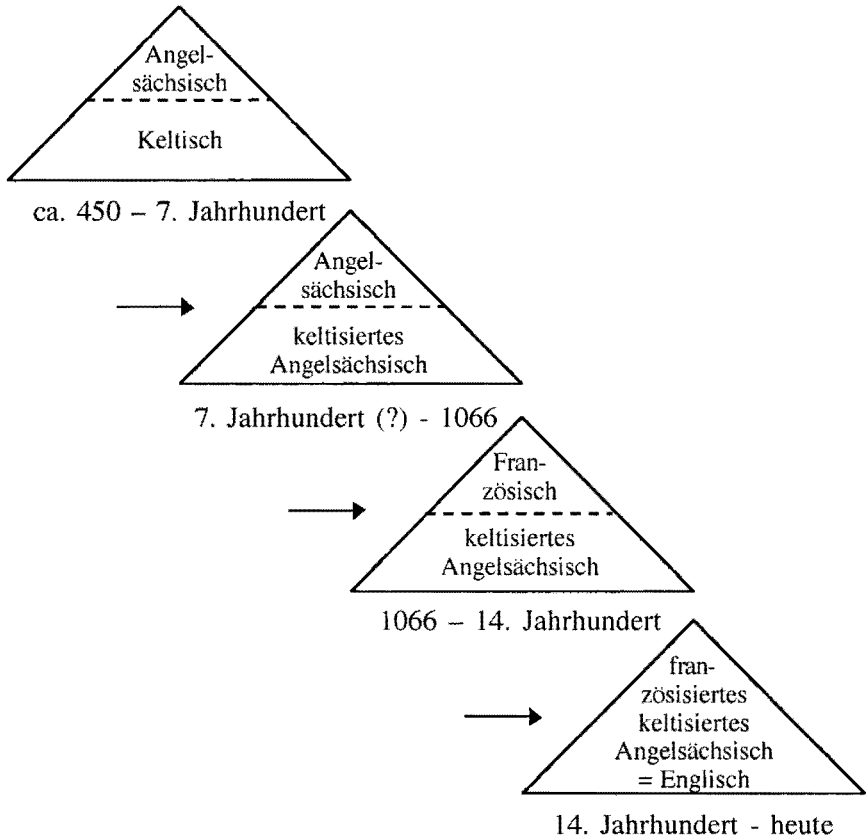 Angel-
sächsisch
Keltisch
ca. 450 – 7. Jahrhundert
Angel-
sächsisch
keltisiertes
Angelsächsisch
7. Jahrhundert (?) - 1066
Fran-
zösisch
keltisiertes
Angelsächsisch
1066 – 14. Jahrhundert
fran-
zösisiertes
keltisiertes
Angelsächsisch
= Englisch
14. Jahrhundert - heute